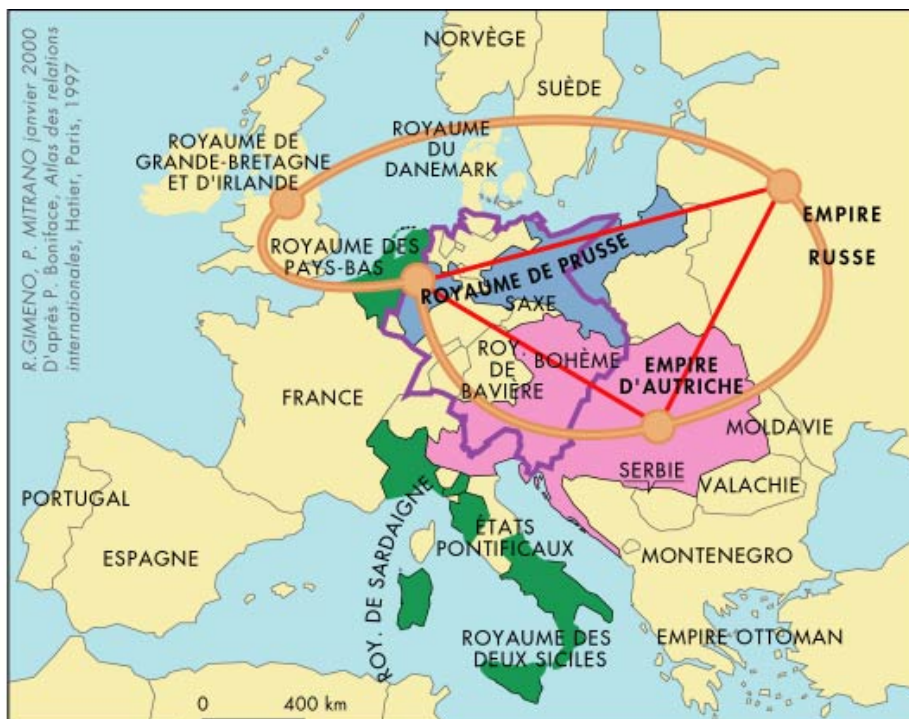 R.GIMENO, P. MITRANO janvier 2000
D'après P. Boniface, Atlas des relations
internationales, Hatier, Paris, 1997
NORVÈGE
SUÈDE
ROYAUME DE
GRANDE-BRETAGNE
ET D'IRLANDE
ROYAUME
DU
DANEMARK
EMPIRE
RUSSE
ROYAUME DES
PAYS-BAS
ROYAUME DE PRUSSE
SAXE
ROY.
DE
BAVIÈRE
BOHÈME
EMPIRE
D'AUTRICHE
FRANCE
MOLDAVIE
SERBIE
VALACHIE
PORTUGAL
ESPAGNE
ROY. DE SARDAIGNE
ÉTATS
PONTIFICAUX
MONTENEGRO
ROYAUME DES
DEUX SICILES
EMPIRE OTTOMAN
0 400 km